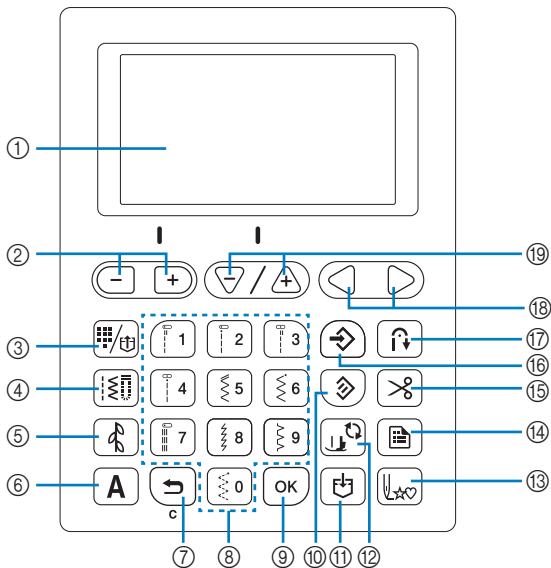 ①
② ⑲
− + − / +
⑱
③ 1 2 3 ⑰
⑯
④ 4 5 6 ⑮
⑤ 7 8 9 ⑭
⑥ A 0 OK ⑬
C
⑦ ⑧ ⑨ ⑩ ⑪ ⑫